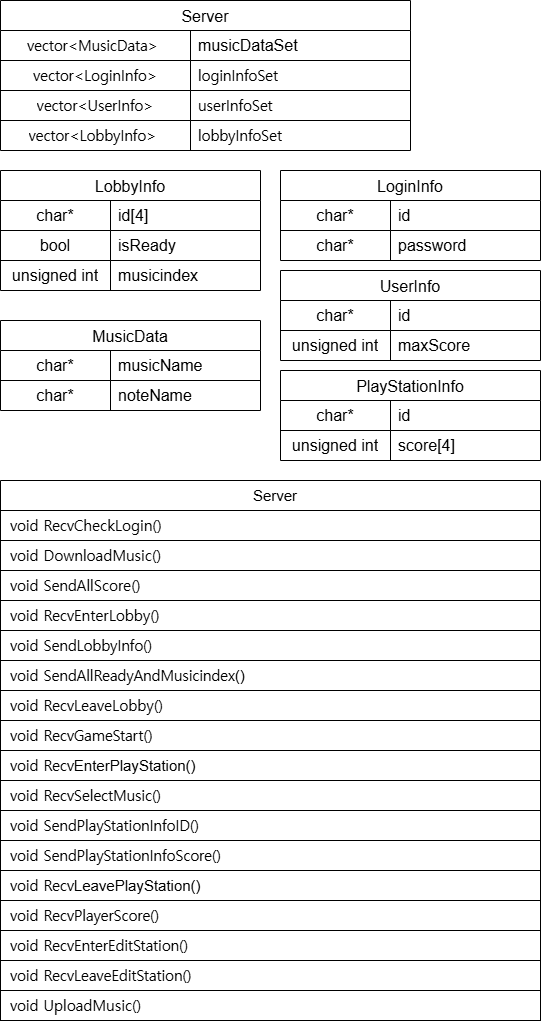 Server
vector<MusicData> musicDataSet
vector<LoginInfo> loginInfoSet
vector<UserInfo> userInfoSet
vector<LobbyInfo> lobbyInfoSet
LobbyInfo
char* id[4]
bool isReady
unsigned int musicindex
LoginInfo
char* id
char* password
UserInfo
char* id
unsigned int maxScore
MusicData
char* musicName
char* noteName
PlayStationInfo
char* id
unsigned int score[4]
Server
void RecvCheckLogin()
void DownloadMusic()
void SendAllScore()
void RecvEnterLobby()
void SendLobbyInfo()
void SendAllReadyAndMusicindex()
void RecvLeaveLobby()
void RecvGameStart()
void RecvEnterPlayStation()
void RecvSelectMusic()
void SendPlayStationInfoID()
void SendPlayStationInfoScore()
void RecvLeavePlayStation()
void RecvPlayerScore()
void RecvEnterEditStation()
void RecvLeaveEditStation()
void UploadMusic()